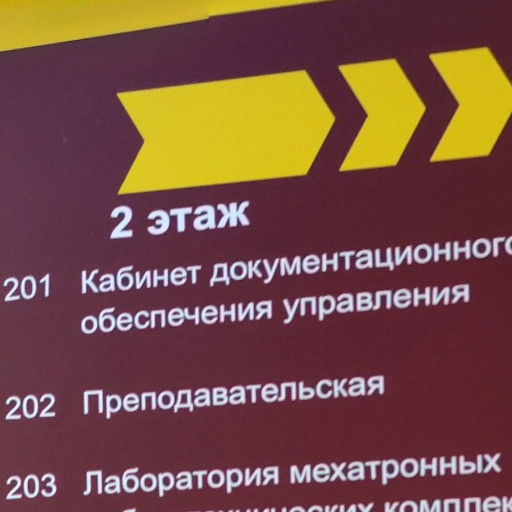 2 этаж
201 Кабинет документационного
обеспечения управления
202 Преподавательская
203 Лаборатория мехатронных